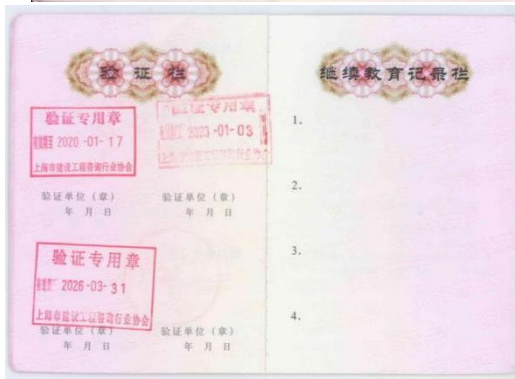 验证栏
验证专用章
有效期至 2020-01-17
上海市建设工程咨询行业协会
验证专用章
2023-01-03
验证单位(章)
年 月 日
验证单位(章)
年 月 日
验证专用章
2026-03-31
上海市建设工程咨询行业协会
验证单位(章)
年 月 日
验证单位(章)
年 月 日
继续教育记录栏
1.
2.
3.
4.